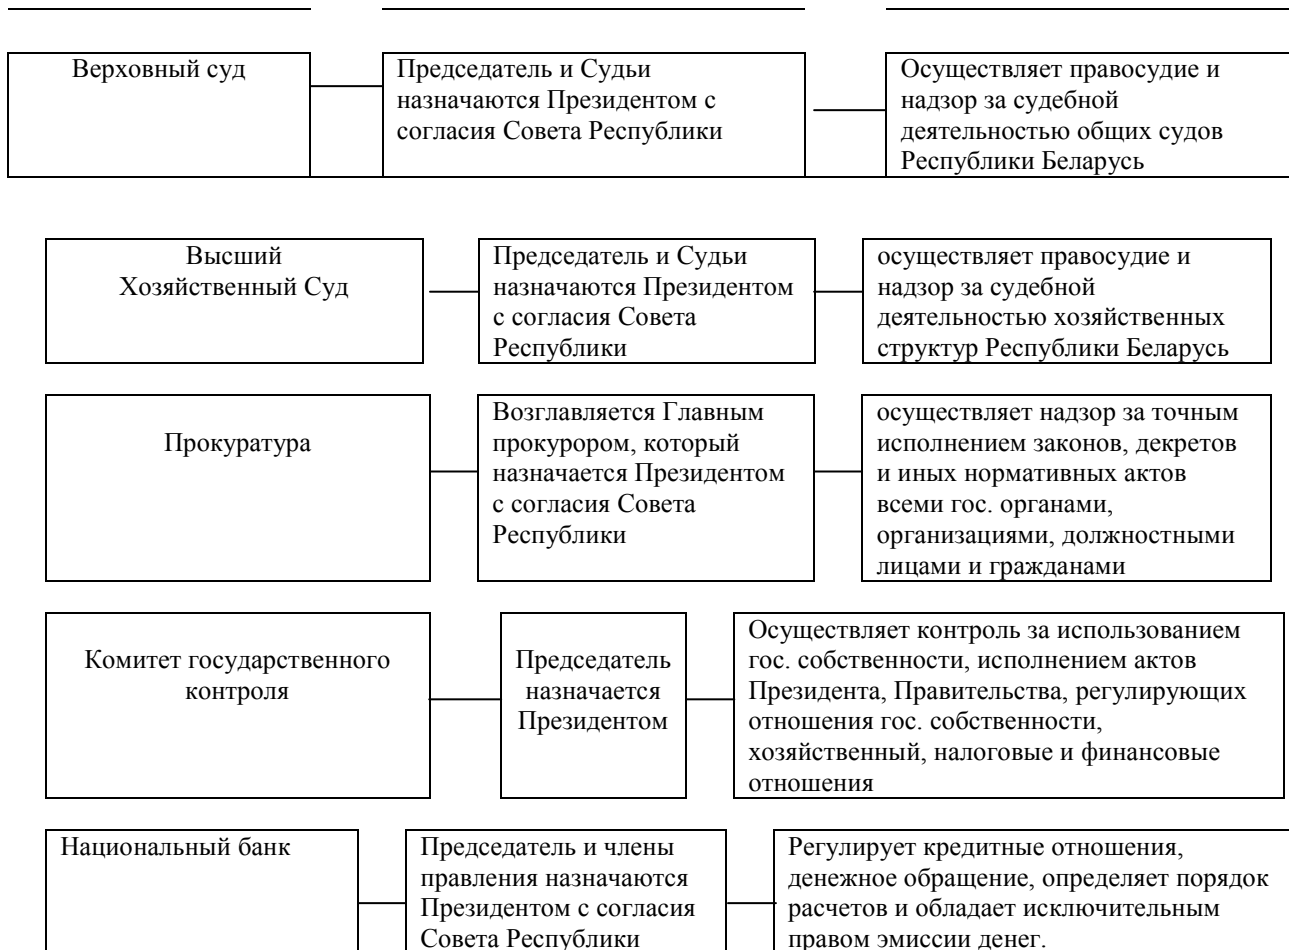 Верховный суд
Председатель и Судьи
назначаются Президентом с
согласия Совета Республики
Осуществляет правосудие и
надзор за судебной
деятельностью общих судов
Республики Беларусь
Высший
Хозяйственный Суд
Председатель и Судьи
назначаются Президентом
с согласия Совета
Республики
осуществляет правосудие и
надзор за судебной
деятельностью хозяйственных
структур Республики Беларусь
Прокуратура
Возглавляется Главным
прокурором, который
назначается Президентом
с согласия Совета
Республики
осуществляет надзор за точным
исполнением законов, декретов
и иных нормативных актов
всеми гос. органами,
организациями, должностными
лицами и гражданами
Комитет государственного
контроля
Председатель
назначается
Президентом
Осуществляет контроль за использованием
гос. собственности, исполнением актов
Президента, Правительства, регулирующих
отношения гос. собственности,
хозяйственный, налоговые и финансовые
отношения
Национальный банк
Председатель и члены
правления назначаются
Президентом с согласия
Совета Республики
Регулирует кредитные отношения,
денежное обращение, определяет порядок
расчетов и обладает исключительным
правом эмиссии денег.